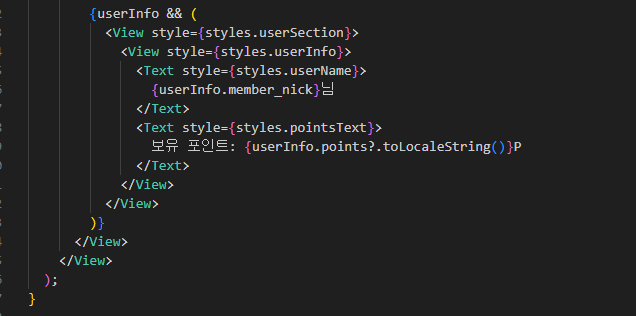 {userInfo && (
<View style={styles.userSection}>
<View style={styles.userInfo}>
<Text style={styles.userName}>
{userInfo.member_nick}님
</Text>
<Text style={styles.pointsText}>
보유 포인트: {userInfo.points?.toLocaleString()}P
</Text>
</View>
</View>
)}
</View>
</View>
);
}